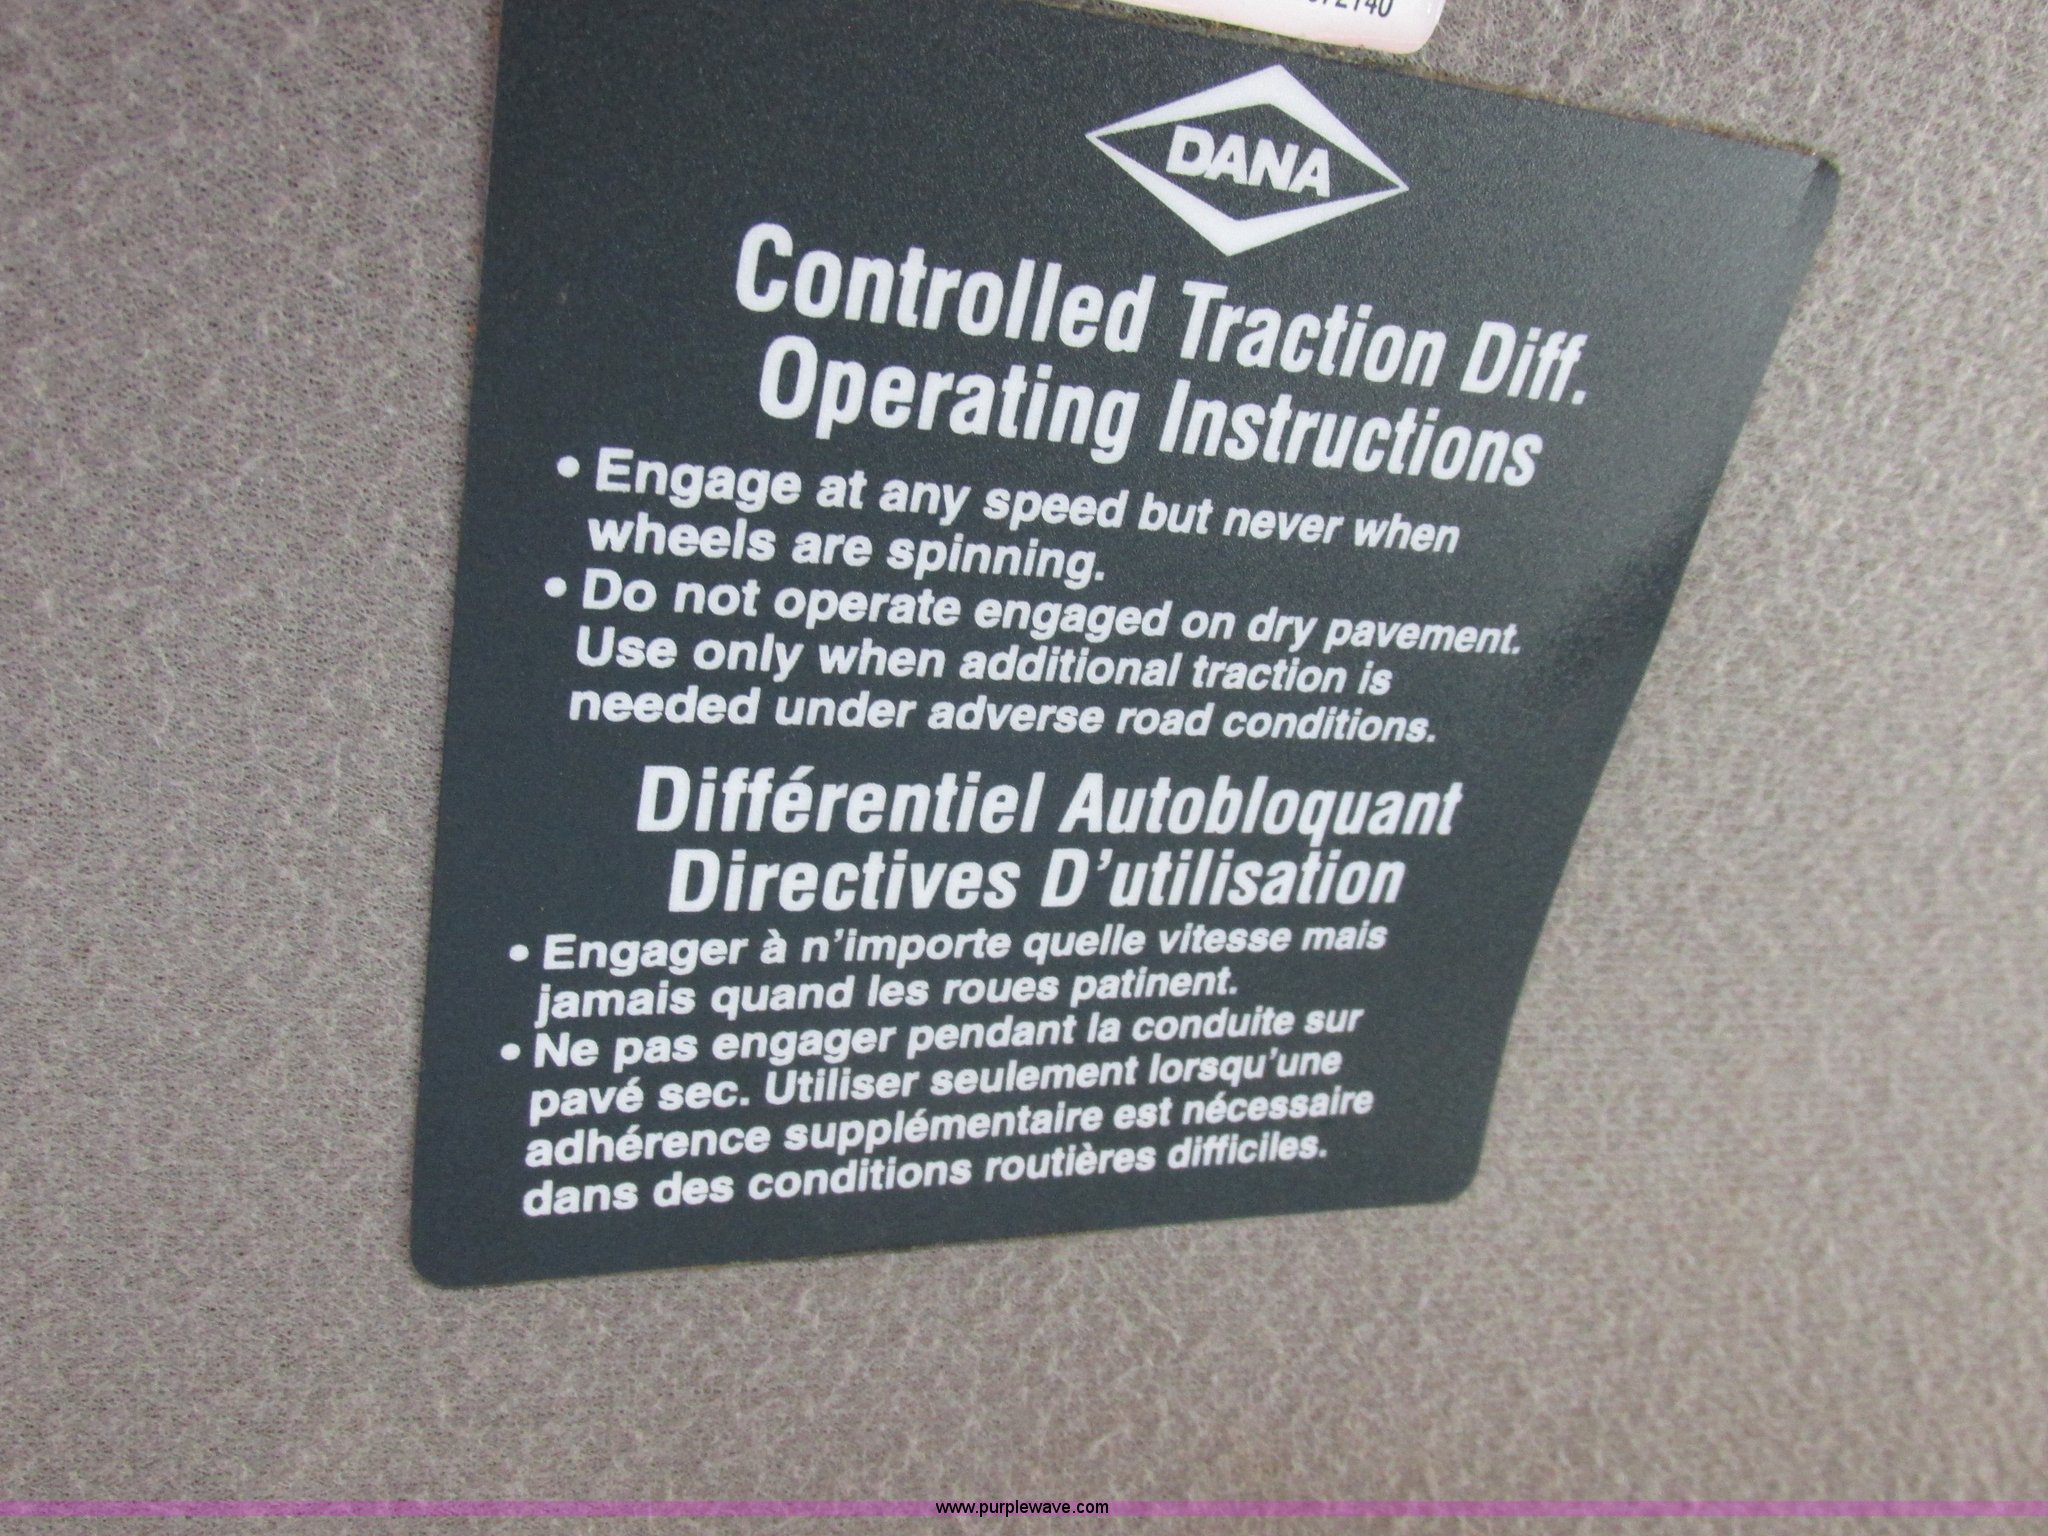 DANA
Controlled Traction Diff.
Operating Instructions
• Engage at any speed but never when
wheels are spinning.
• Do not operate engaged on dry pavement.
Use only when additional traction is
needed under adverse road conditions.
Différentiel Autobloquant
Directives D'utilisation
• Engager à n'importe quelle vitesse mais
jamais quand les roues patinent.
• Ne pas engager pendant la conduite sur
pavé sec. Utiliser seulement lorsqu'une
adhérence supplémentaire est nécessaire
dans des conditions routières difficiles.
www.purplewave.com